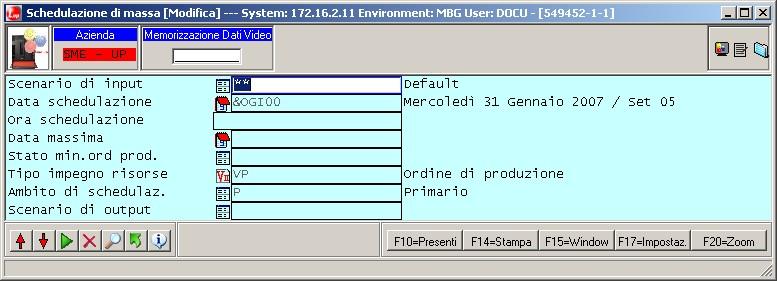 Schedulazione di massa [Modifica] --- System: 172.16.2.11 Environment: MBG User: DOCU - [549452-1-1]
Azienda Memorizzazione Dati Video
SME - UP
Scenario di input ** Default
Data schedulazione &OGI00 Mercoledì 31 Gennaio 2007 / Set 05
Ora schedulazione
Data massima
Stato min.ord prod.
Tipo impegno risorse VP Ordine di produzione
Ambito di schedulaz. P Primario
Scenario di output
F10=Presenti F14=Stampa F15=Window F17=Impostaz. F20=Zoom